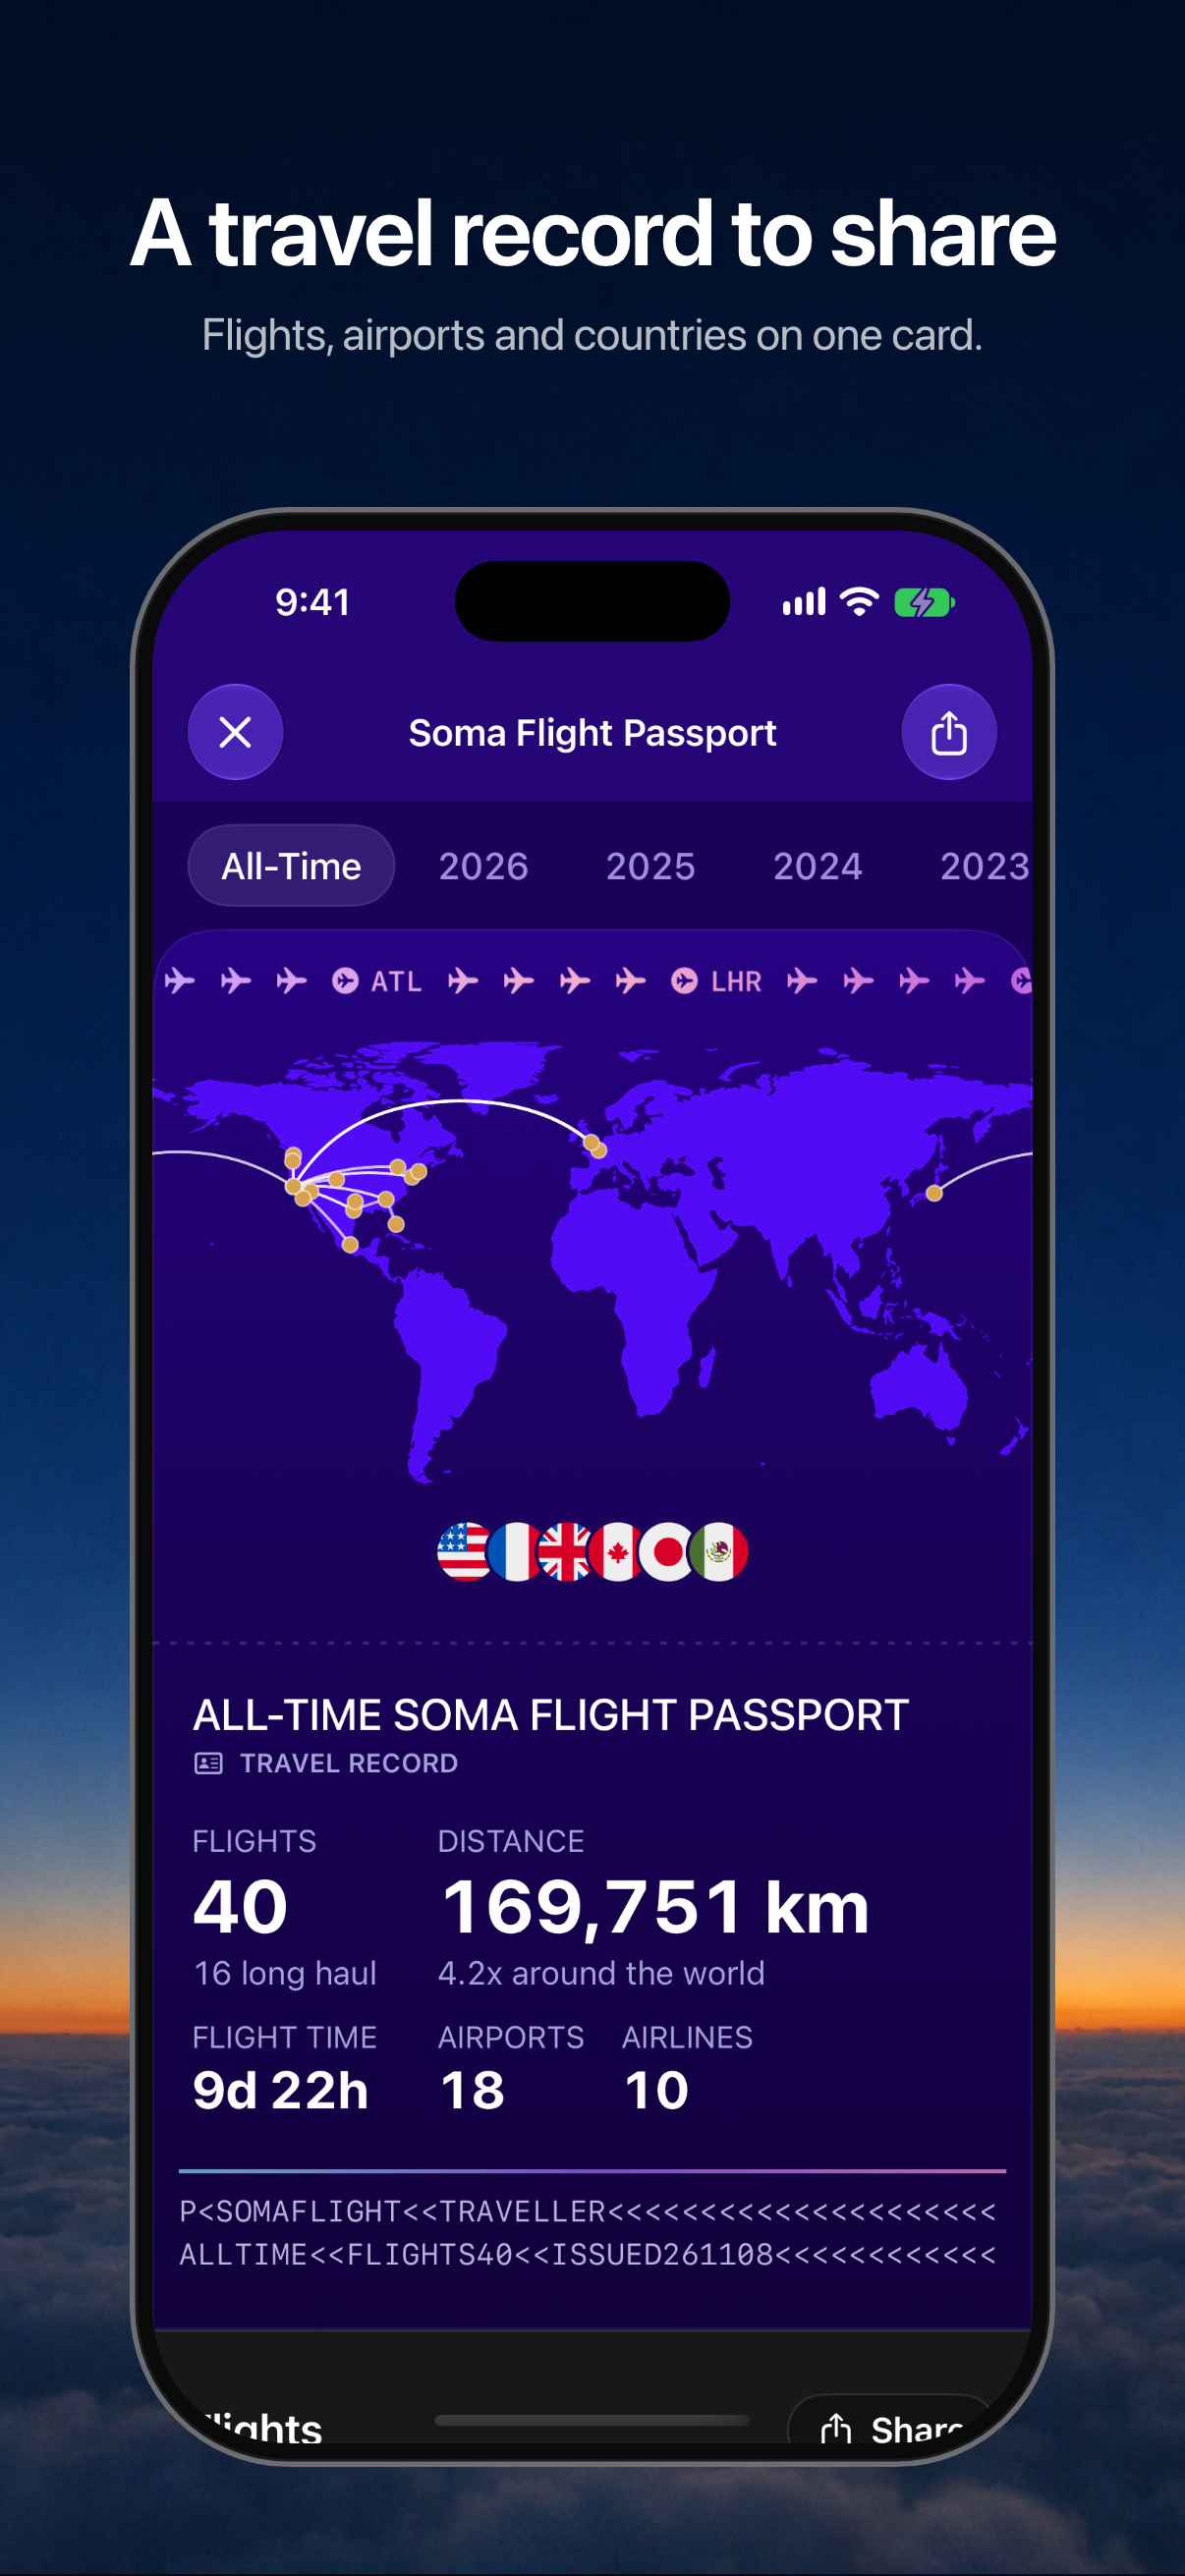 A travel record to share
Flights, airports and countries on one card.
9:41
Soma Flight Passport
All-Time 2026 2025 2024 2023
ATL LHR
ALL-TIME SOMA FLIGHT PASSPORT
TRAVEL RECORD
FLIGHTS DISTANCE
40 169,751 km
16 long haul 4.2x around the world
FLIGHT TIME AIRPORTS AIRLINES
9d 22h 18 10
P<SOMAFLIGHT<<TRAVELLER<<<<<<<<<<<<<<<<<<<<<
ALLTIME<<FLIGHTS40<<ISSUED261108<<<<<<<<<<<<
Flights Share